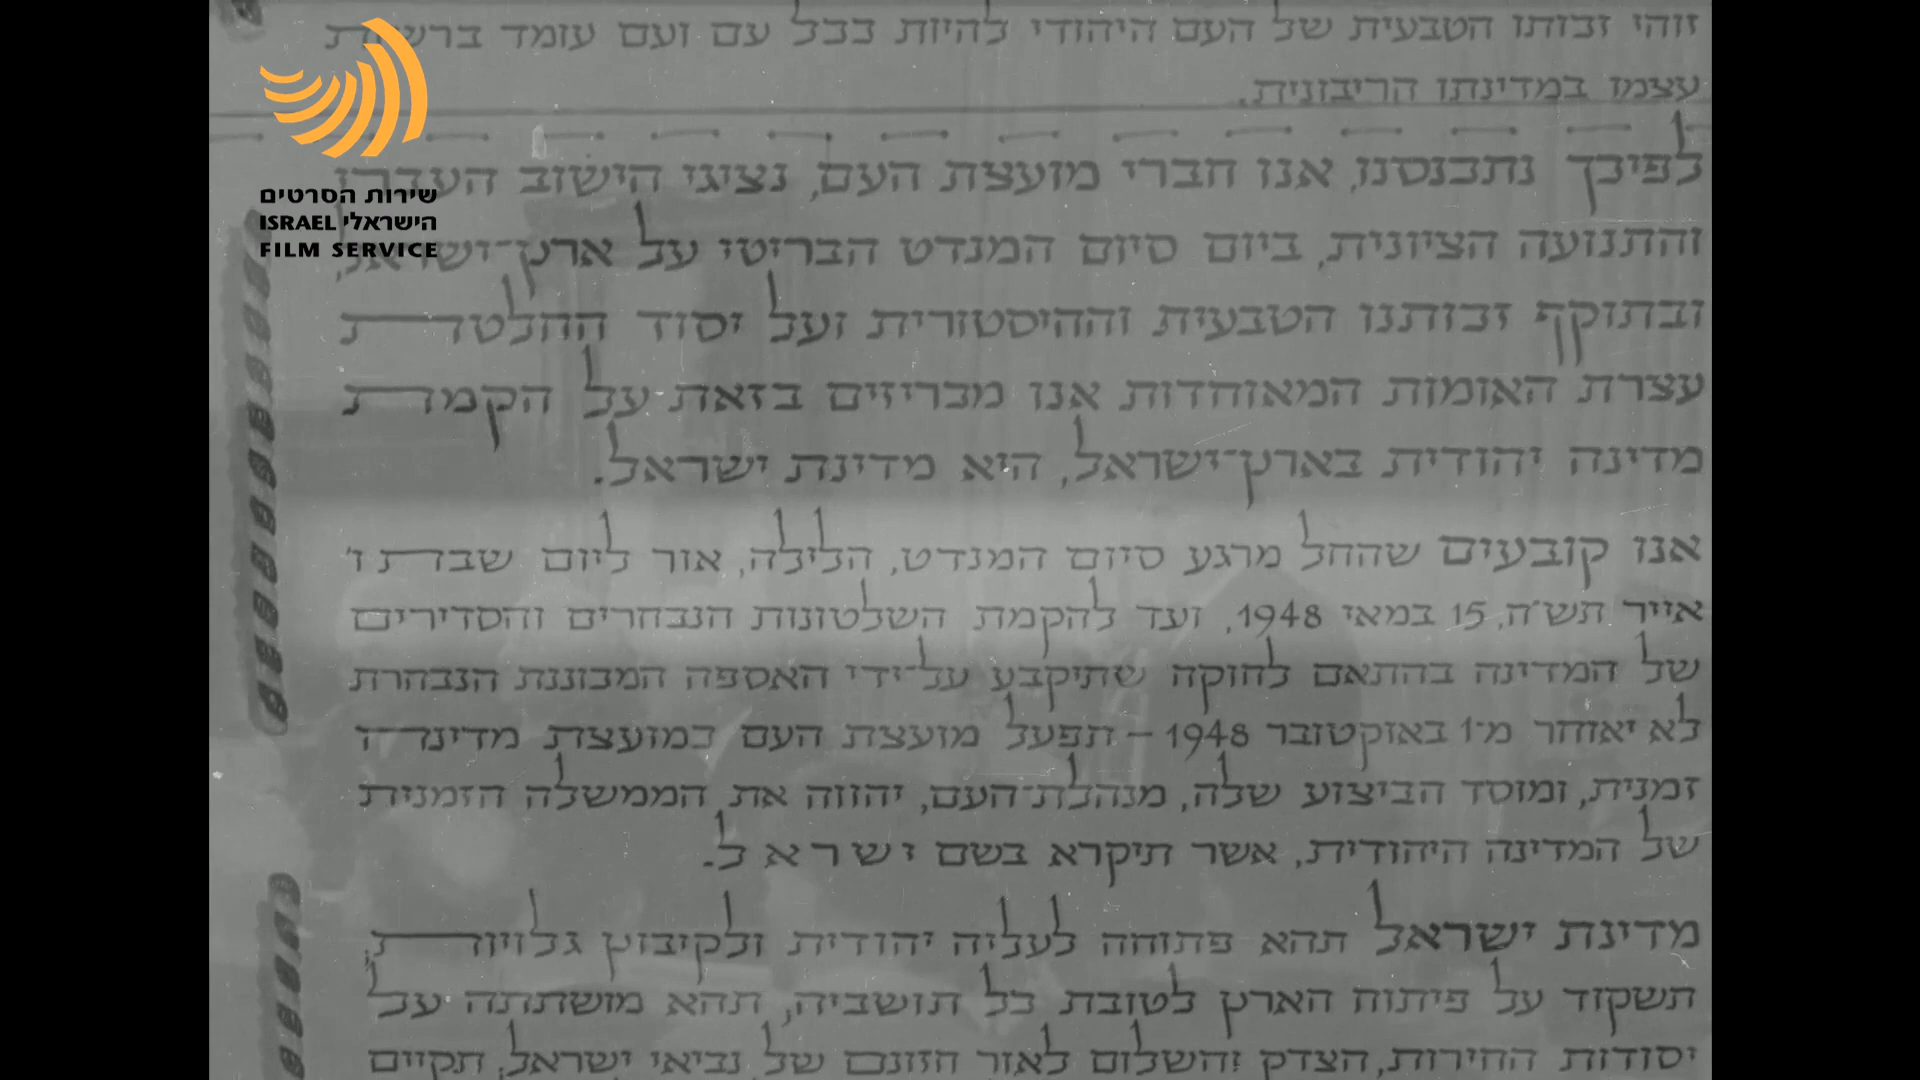 שירות הסרטים
הישראלי ISRAEL
FILM SERVICE
זוהי זכותו הטבעית של העם היהודי להיות ככל עם ועם עומד ברשות
עצמו במדינתו הריבונית.
לפיכך נתכנסנו, אנו חברי מועצת העם, נציגי הישוב העברי
והתנועה הציונית, ביום סיום המנדט הבריטי על ארץ־ישראל,
ובתוקף זכותנו הטבעית וההיסטורית ועל יסוד החלטת
עצרת האומות המאוחדות אנו מכריזים בזאת על הקמת
מדינה יהודית בארץ־ישראל, היא מדינת ישראל.
אנו קובעים שהחל מרגע סיום המנדט, הלילה, אור ליום שבת ו'
אייר תש"ח, 15 במאי 1948, ועד להקמת השלטונות הנבחרים והסדירים
של המדינה בהתאם לחוקה שתיקבע על־ידי האספה המכוננת הנבחרת
לא יאוחר מ־1 באוקטובר 1948 – תפעל מועצת העם כמועצת מדינה
זמנית, ומוסד הביצוע שלה, מנהלת־העם, יהווה את הממשלה הזמנית
של המדינה היהודית, אשר תיקרא בשם ישראל.
מדינת ישראל תהא פתוחה לעליה יהודית ולקיבוץ גלויות;
תשקוד על פיתוח הארץ לטובת כל תושביה; תהא מושתתה על
יסודות החירות, הצדק והשלום לאור חזונם של נביאי ישראל; תקיים